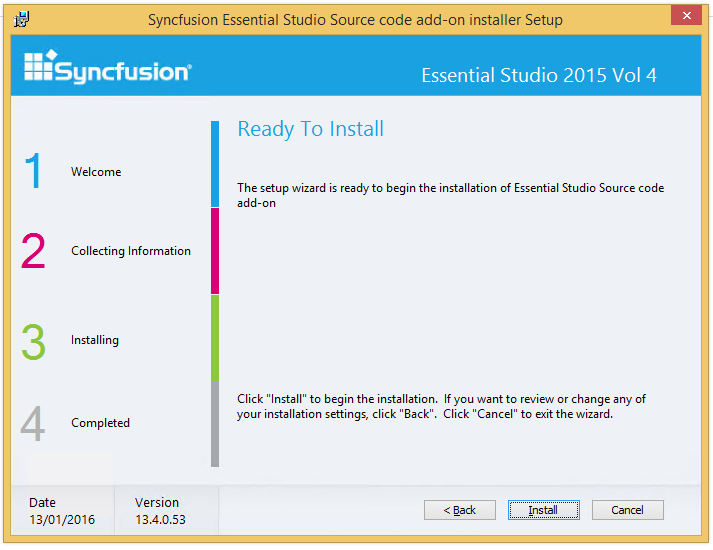 Syncfusion Essential Studio Source code add-on installer Setup
Syncfusion®
Essential Studio 2015 Vol 4
Ready To Install
1
Welcome
The setup wizard is ready to begin the installation of Essential Studio Source code
add-on
2
Collecting Information
3
Installing
Click "Install" to begin the installation.  If you want to review or change any of
your installation settings, click "Back".  Click "Cancel" to exit the wizard.
4
Completed
Date
13/01/2016
Version
13.4.0.53
< Back
Install
Cancel